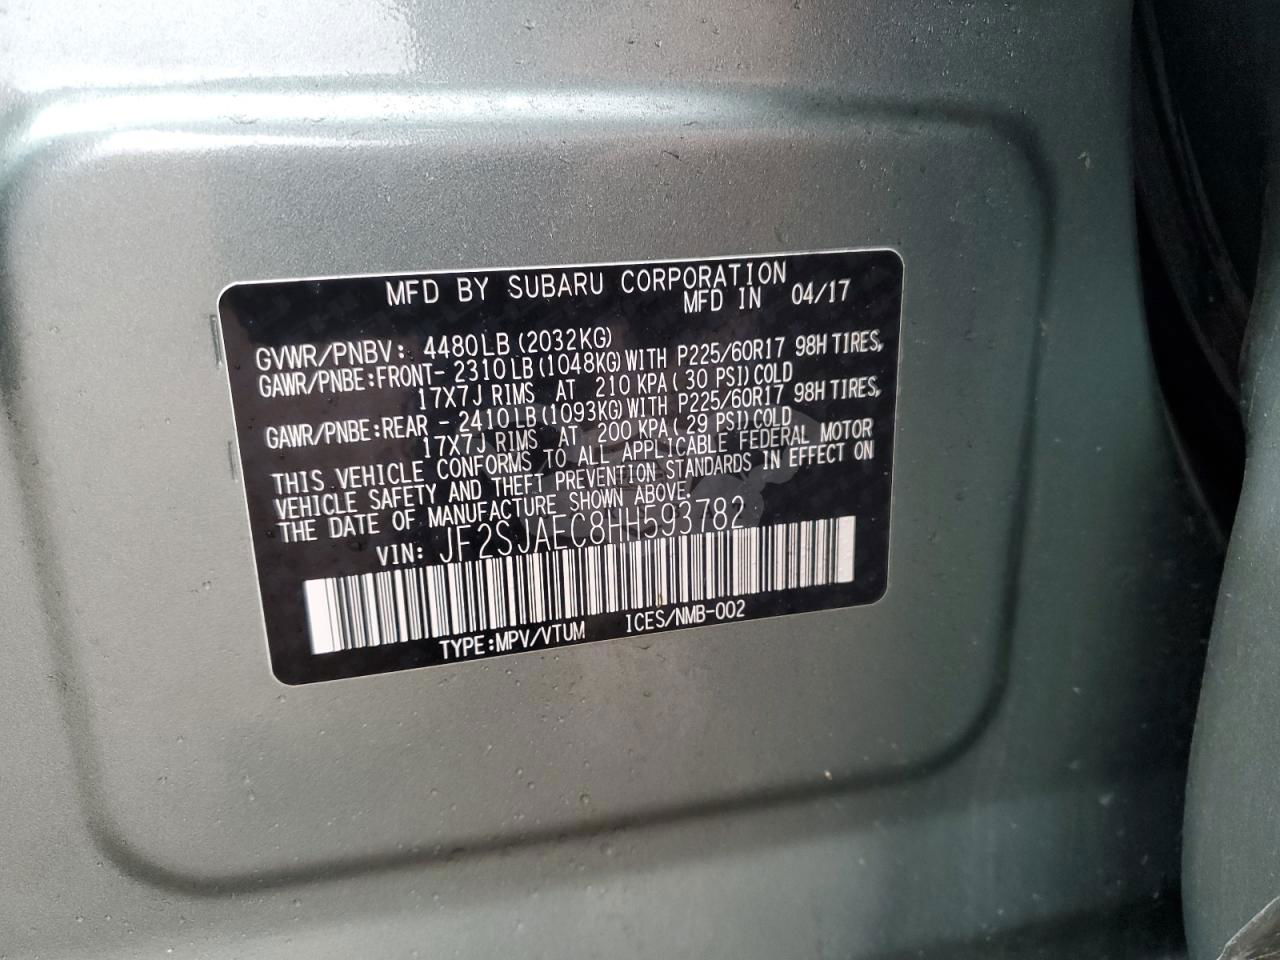 MFD BY SUBARU CORPORATION
MFD IN 04/17
GVWR/PNBV: 4480LB(2032KG)
GAWR/PNBE:FRONT- 2310LB(1048KG)WITH P225/60R17 98H TIRES,
17X7J RIMS AT 210 KPA( 30 PSI)COLD
GAWR/PNBE:REAR - 2410LB(1093KG)WITH P225/60R17 98H TIRES,
17X7J RIMS AT 200 KPA( 29 PSI)COLD
THIS VEHICLE CONFORMS TO ALL APPLICABLE FEDERAL MOTOR
VEHICLE SAFETY AND THEFT PREVENTION STANDARDS IN EFFECT ON
THE DATE OF MANUFACTURE SHOWN ABOVE.
VIN: JF2SJAEC8HH593782
TYPE:MPV/VTUM ICES/NMB-002